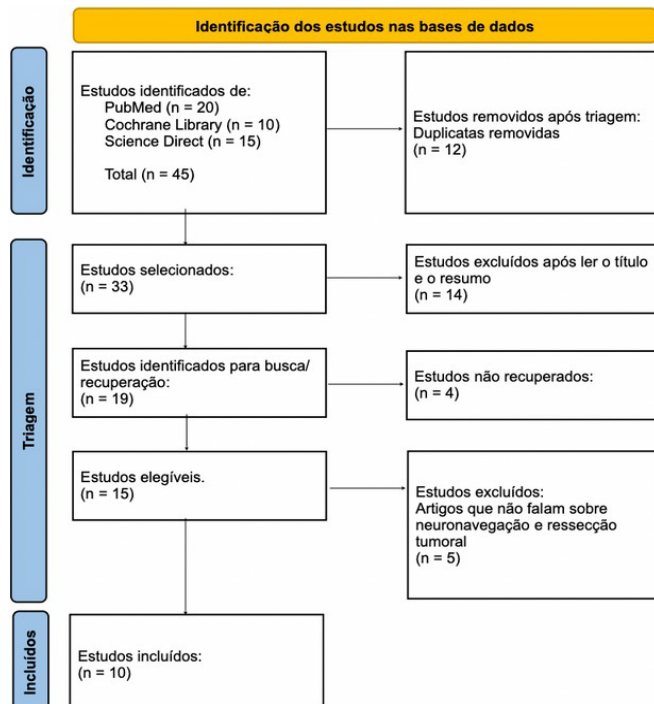 Identificação dos estudos nas bases de dados
Identificação
Estudos identificados de:
PubMed (n = 20)
Cochrane Library (n = 10)
Science Direct (n = 15)
Total (n = 45)
Estudos removidos após triagem:
Duplicatas removidas
(n = 12)
Triagem
Estudos selecionados:
(n = 33)
Estudos excluídos após ler o título
e o resumo
(n = 14)
Estudos identificados para busca/
recuperação:
(n = 19)
Estudos não recuperados:
(n = 4)
Estudos elegíveis.
(n = 15)
Estudos excluídos:
Artigos que não falam sobre
neuronavegação e ressecção
tumoral
(n = 5)
Incluídos
Estudos incluídos:
(n = 10)